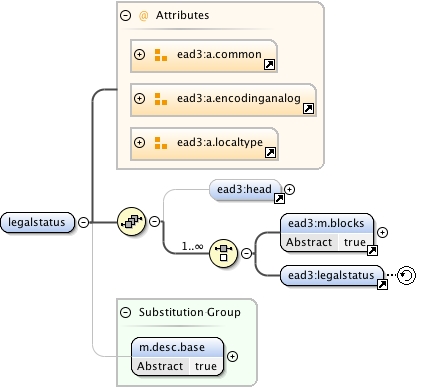 @ Attributes
ead3:a.common
ead3:a.encodinganalog
ead3:a.localtype
ead3:head
legalstatus
1..∞
ead3:m.blocks
Abstract true
ead3:legalstatus
Substitution Group
m.desc.base
Abstract true